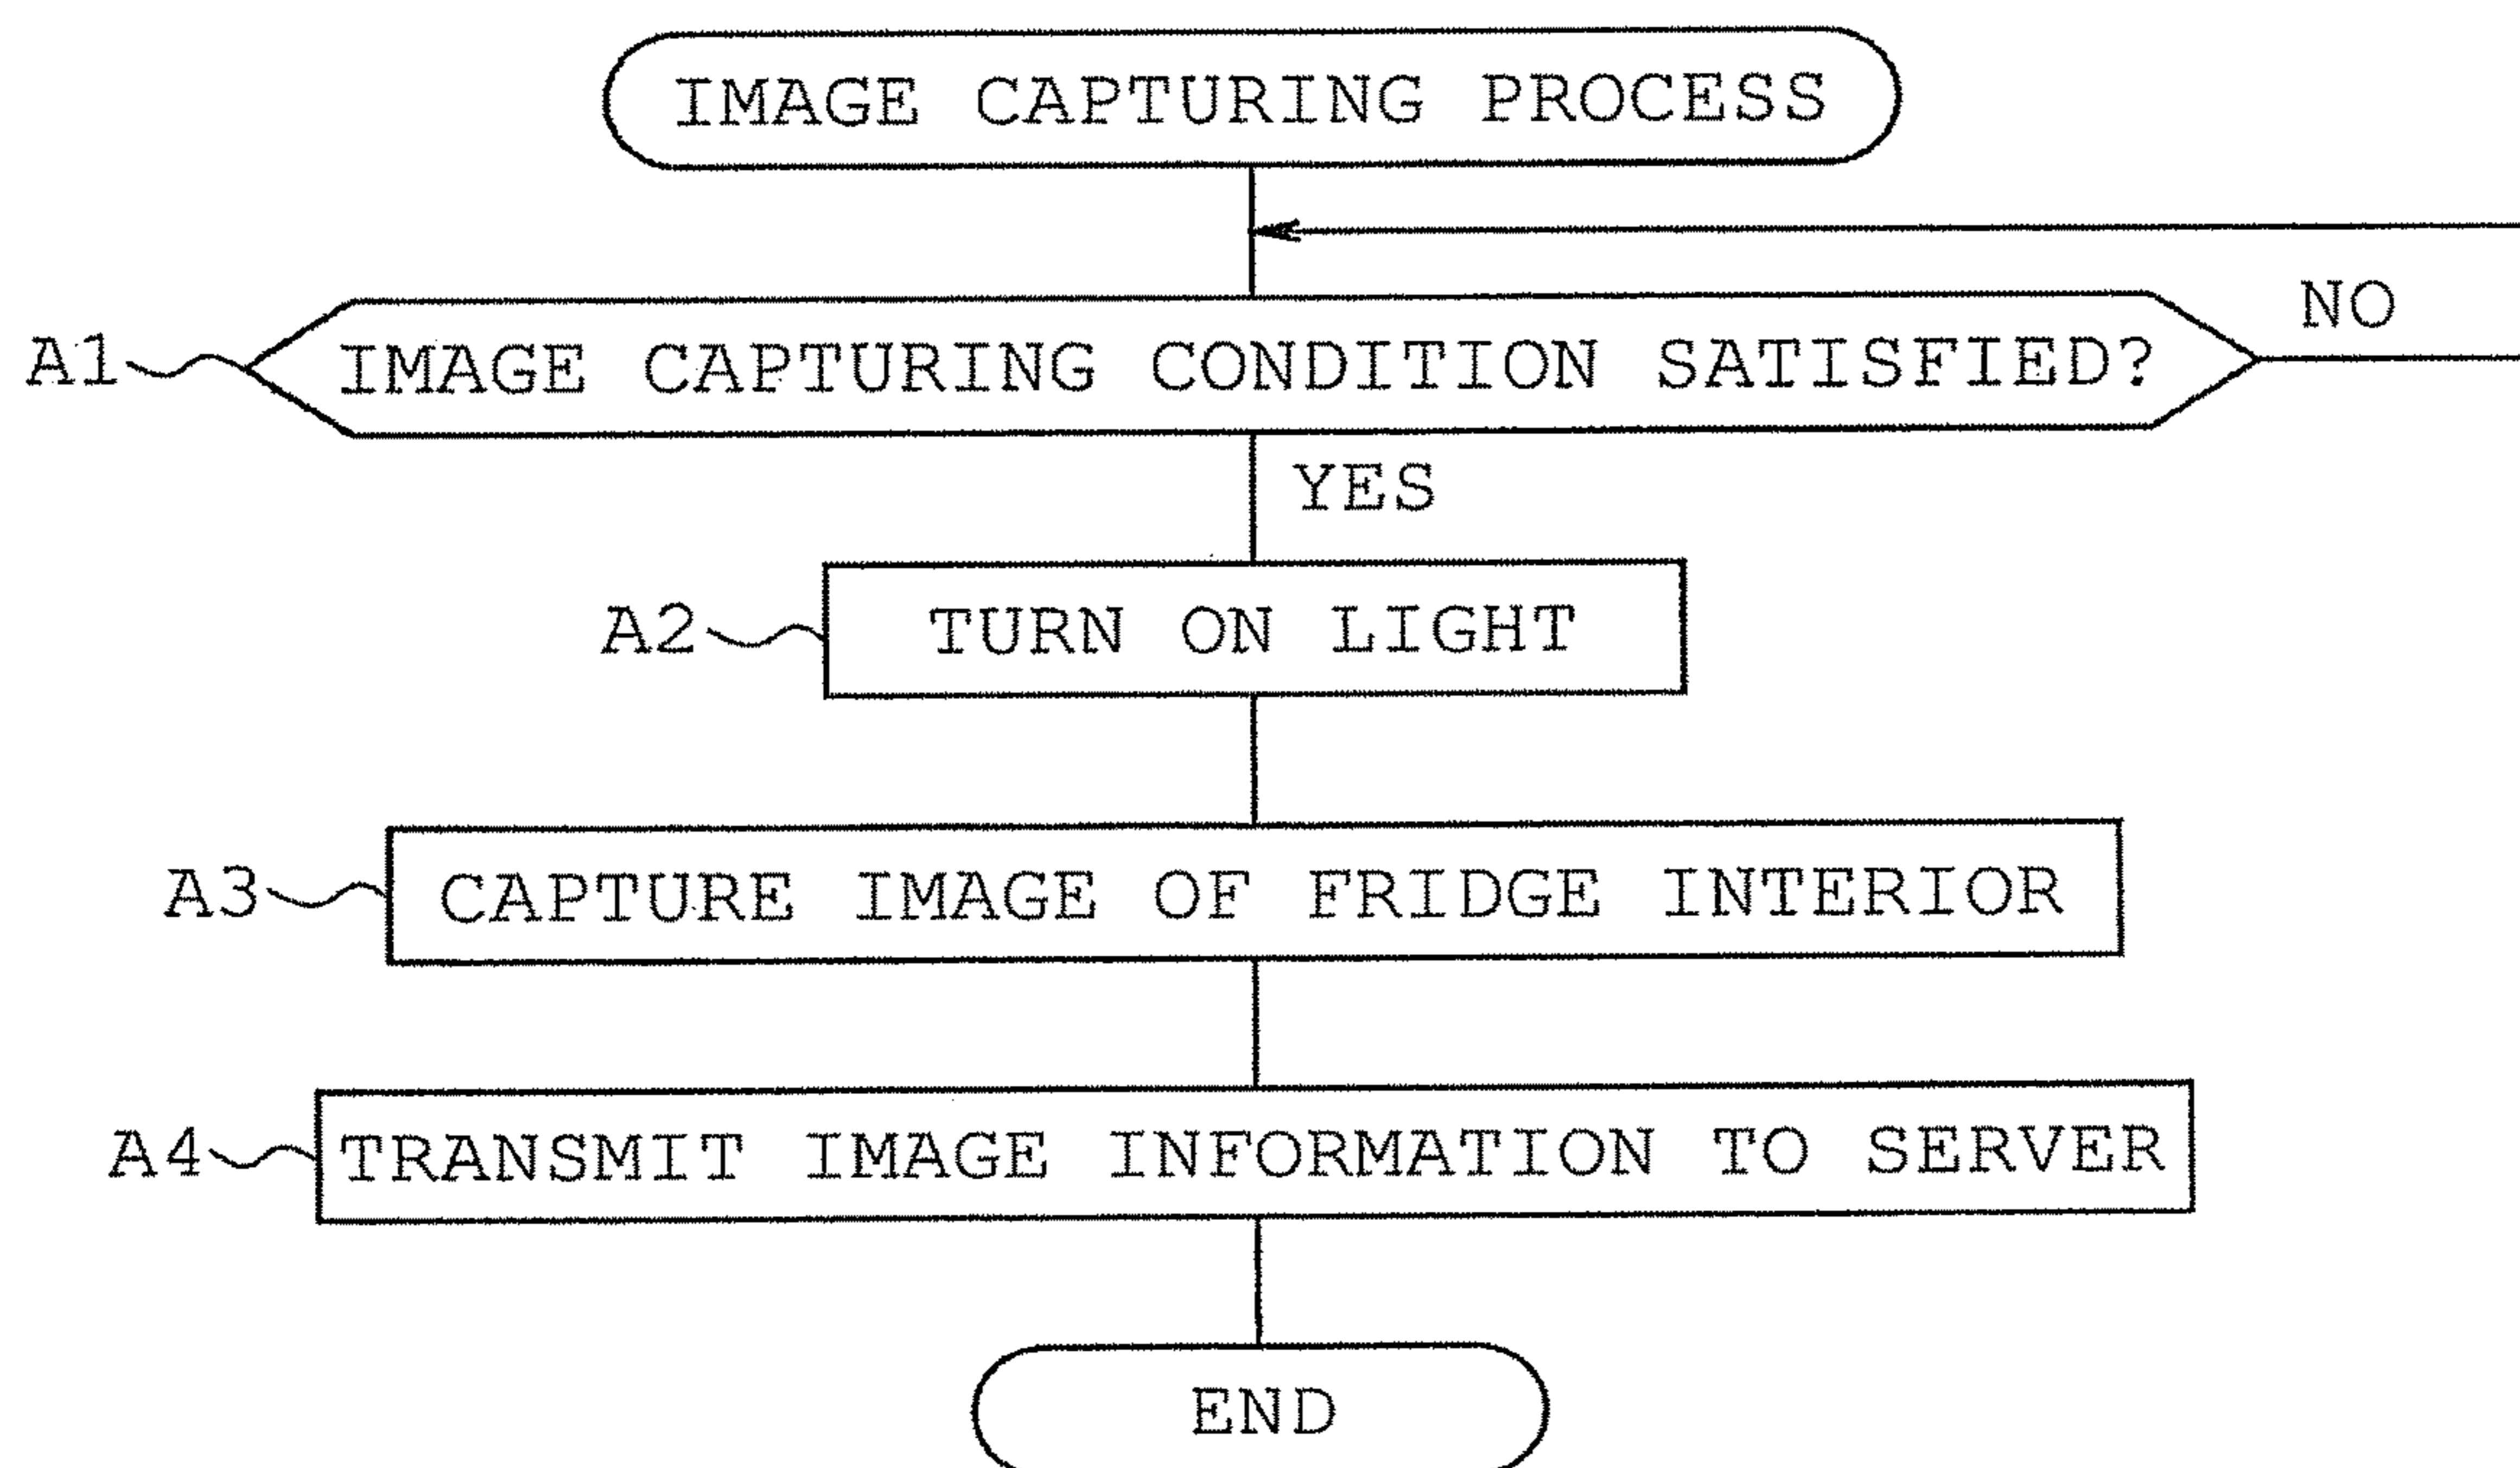 IMAGE CAPTURING PROCESS
NO
A1 IMAGE CAPTURING CONDITION SATISFIED?
YES
A2 TURN ON LIGHT
A3 CAPTURE IMAGE OF FRIDGE INTERIOR
A4 TRANSMIT IMAGE INFORMATION TO SERVER
END